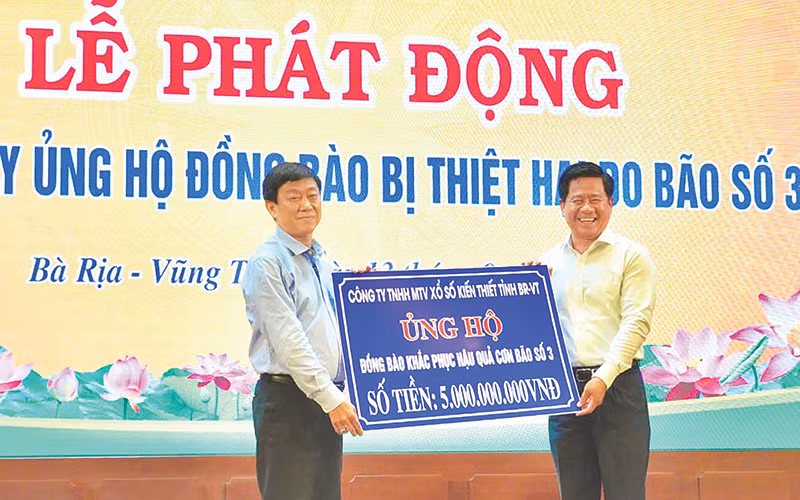 LỄ PHÁT ĐỘNG
ỦNG HỘ ĐỒNG BÀO BỊ THIỆT HẠI DO BÃO SỐ 3
Bà Rịa - Vũng
CÔNG TY TNHH MTV XỔ SỐ KIẾN THIẾT TỈNH BR-VT
ỦNG HỘ
ĐỒNG BÀO KHẮC PHỤC HẬU QUẢ CƠN BÃO SỐ 3
SỐ TIỀN: 5.000.000.000VNĐ